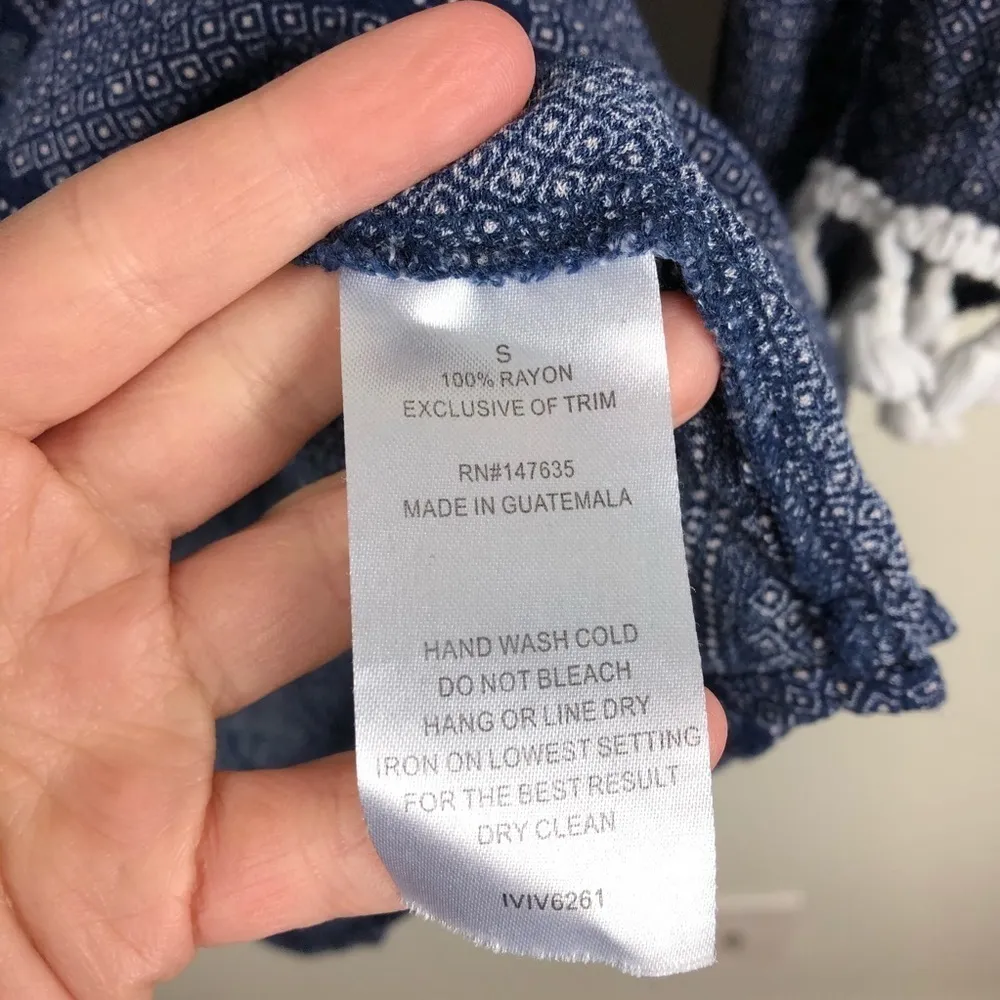 S
100% RAYON
EXCLUSIVE OF TRIM
RN#147635
MADE IN GUATEMALA
HAND WASH COLD
DO NOT BLEACH
HANG OR LINE DRY
IRON ON LOWEST SETTING
FOR THE BEST RESULT
DRY CLEAN
IVIV6261